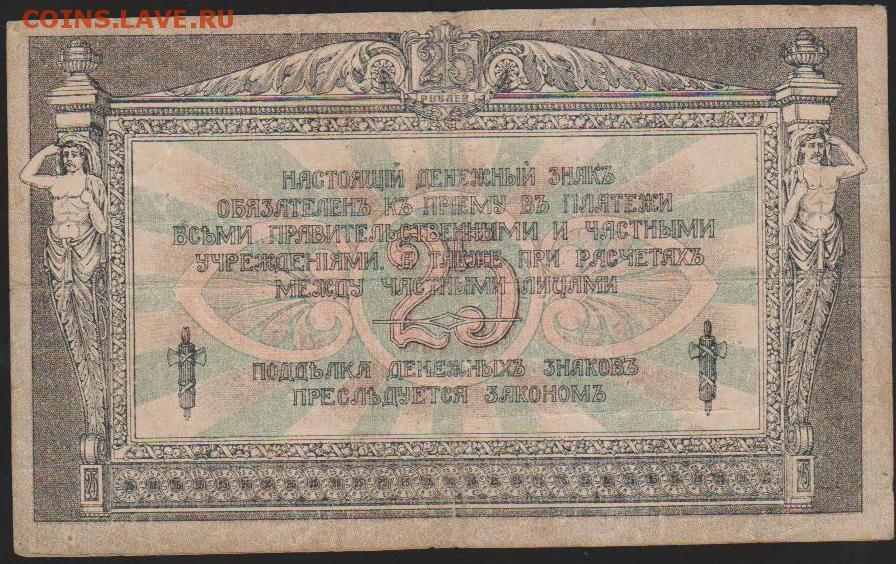 COINS.LAVE.РУ
25
РУБЛЕЙ
НАСТОЯЩІЙ ДЕНЕЖНЫЙ ЗНАКЪ
ОБЯЗАТЕЛЕНЪ КЪ ПРІЕМУ ВЪ ПЛАТЕЖИ
ВСѢМИ ПРАВИТЕЛЬСТВЕННЫМИ И ЧАСТНЫМИ
УЧРЕЖДЕНІЯМИ, А ТАКЖЕ ПРИ РАСЧЕТАХЪ
МЕЖДУ ЧАСТНЫМИ ЛИЦАМИ
25
ПОДДѢЛКА ДЕНЕЖНЫХЪ ЗНАКОВЪ
ПРЕСЛѢДУЕТСЯ ЗАКОНОМЪ
25 25